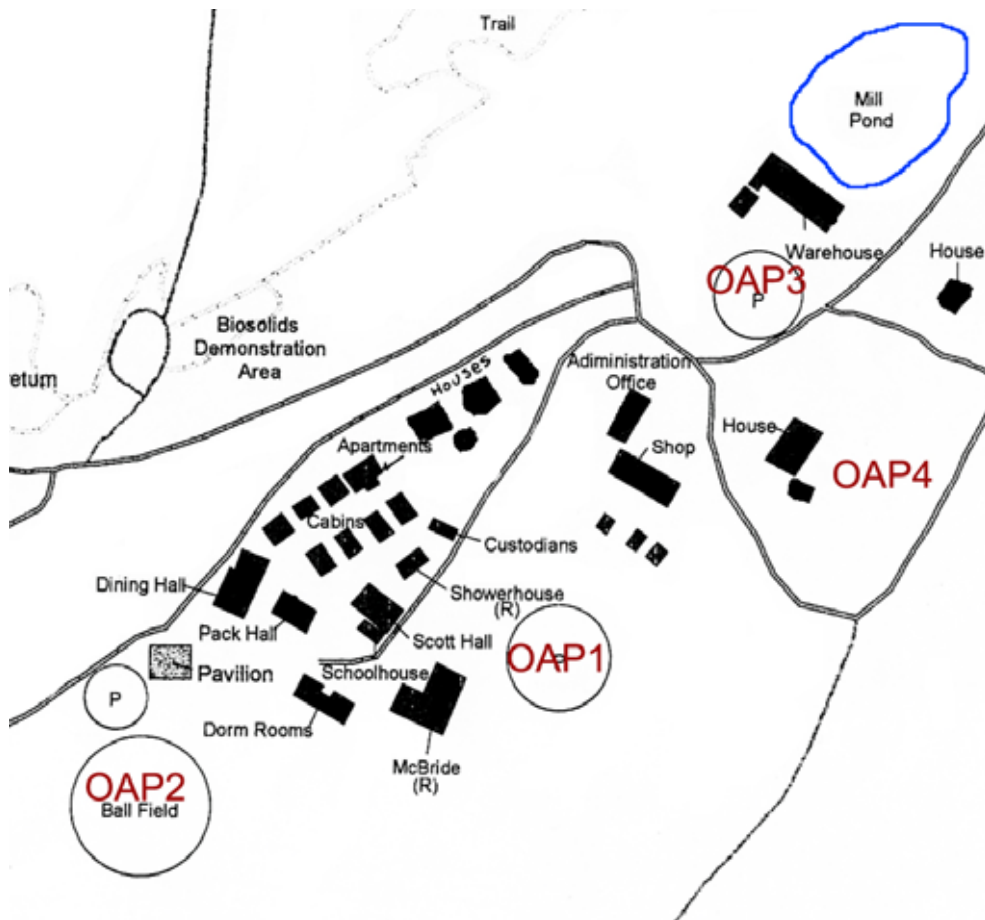 Trail
Mill
Pond
Warehouse
House
OAP3
P
Biosolids
Demonstration
Area
retum
Houses
Adiministration
Office
Apartments
House
Shop
OAP4
Cabins
Custodians
Dining Hall
Showerhouse
(R)
Pack Hall
Scott Hall
OAP1
Pavilion
Schoolhouse
P
Dorm Rooms
McBride
(R)
OAP2
Ball Field